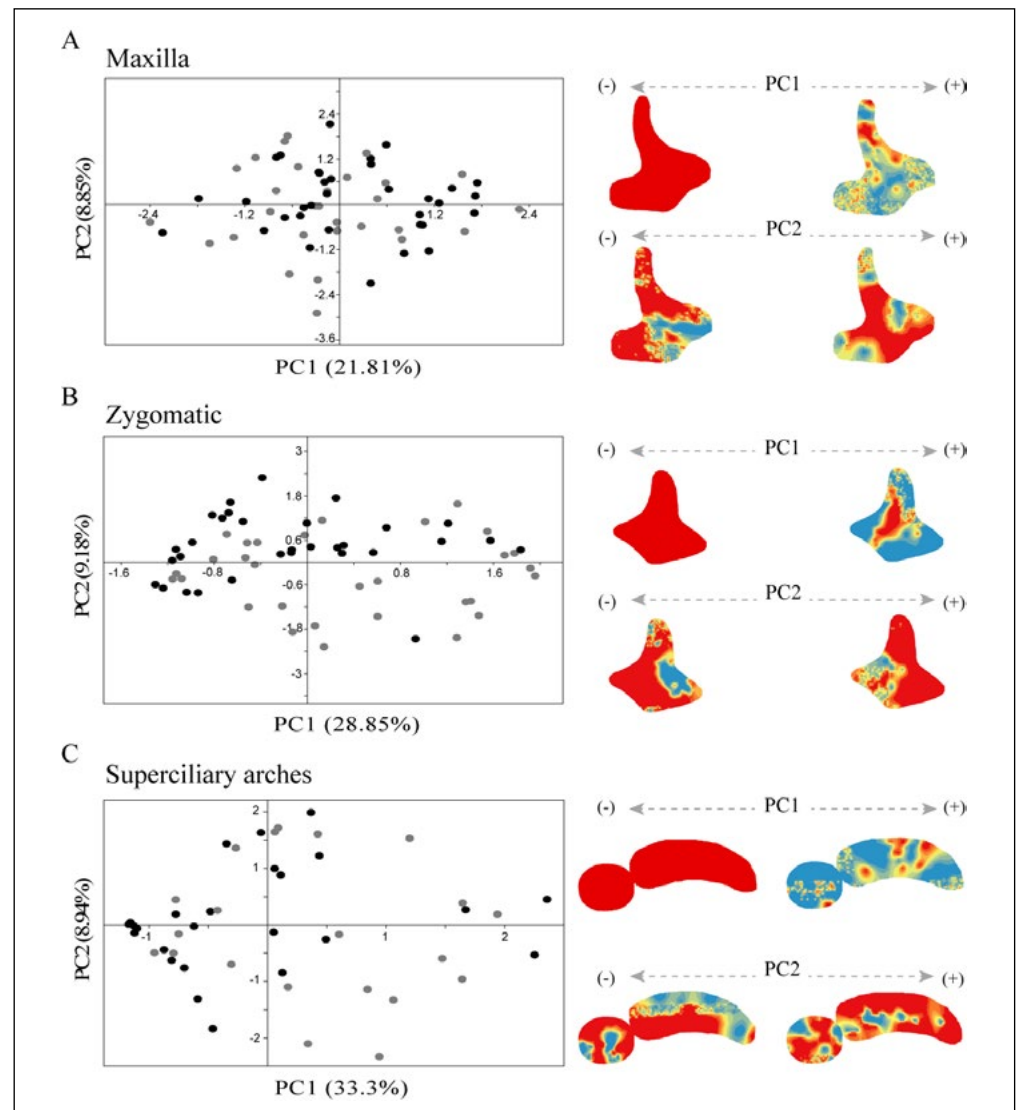 A
Maxilla
(-) PC1 (+)
2.4
1.2
-2.4 -1.2 1.2 2.4
-1.2
-2.4
-3.6
PC2 (8.85%)
PC1 (21.81%)
(-) PC2 (+)
B
Zygomatic
(-) PC1 (+)
3
1.8
0.6
-1.6 -0.8 0.8 1.6
-0.6
-1.8
-3
PC2 (9.18%)
PC1 (28.85%)
(-) PC2 (+)
C
Superciliary arches
(-) PC1 (+)
2
1
-1 1 2
-1
-2
PC2 (8.94%)
PC1 (33.3%)
(-) PC2 (+)